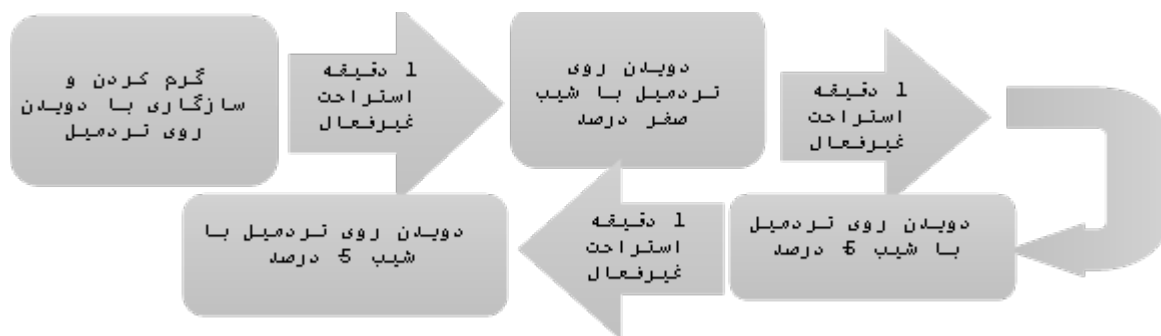 گرم کردن و
سازگاری با دویدن
روی تردمیل
1 دقیقه
استراحت
غیرفعال
دویدن روی
تردمیل با شیب
صفر درصد
1 دقیقه
استراحت
غیرفعال
دویدن روی تردمیل
با شیب 5 درصد
1 دقیقه
استراحت
غیرفعال
دویدن روی تردمیل با
شیب 5 درصد